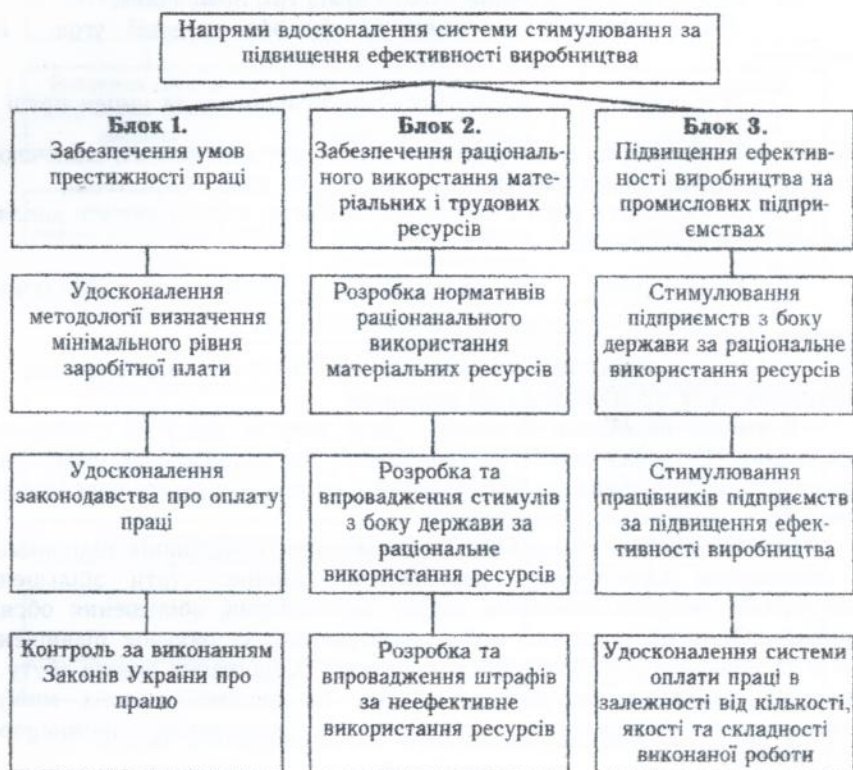 Напрями вдосконалення системи стимулювання за
підвищення ефективності виробництва
Блок 1.
Забезпечення умов
престижності праці
Удосконалення
методології визначення
мінімального рівня
заробітної плати
Удосконалення
законодавства про оплату
праці
Контроль за виконанням
Законів України про
працю
Блок 2.
Забезпечення раціональ-
ного викорстання мате-
ріальних і трудових
ресурсів
Розробка нормативів
раціонанального
використання
матеріальних ресурсів
Розробка та
впровадження стимулів
з боку держави за
раціональне
використання ресурсів
Розробка та
впровадження штрафів
за неефективне
використання ресурсів
Блок 3.
Підвищення ефектив-
ності виробництва на
промислових підпри-
ємствах
Стимулювання
підприємств з боку
держави за раціональне
використання ресурсів
Стимулювання
працівників підприємств
за підвищення ефек-
тивності виробництва
Удосконалення системи
оплати праці в
залежності від кількості,
якості та складності
виконаної роботи